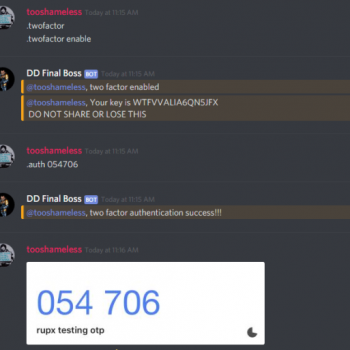 tooshameless Today at 11:15 AM
.twofactor
.twofactor enable
DD Final Boss BOT Today at 11:15 AM
@tooshameless, two factor enabled
@tooshameless, Your key is WTFVVALIA6QN5JFX
DO NOT SHARE OR LOSE THIS
tooshameless Today at 11:15 AM
.auth 054706
DD Final Boss BOT Today at 11:15 AM
@tooshameless, two factor authentication success!!!
tooshameless Today at 11:16 AM
054 706
rupx testing otp